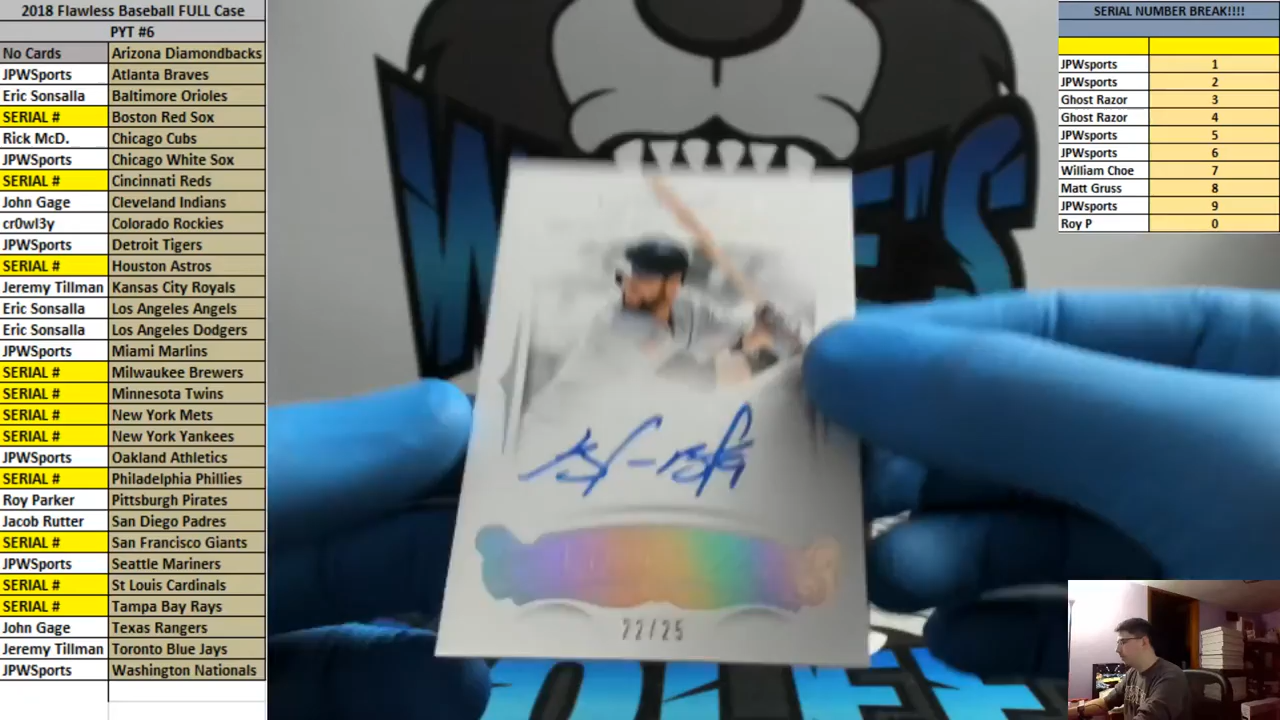 2018 Flawless Baseball FULL Case
PYT #6
No Cards Arizona Diamondbacks
JPWSports Atlanta Braves
Eric Sonsalla Baltimore Orioles
SERIAL # Boston Red Sox
Rick McD. Chicago Cubs
JPWSports Chicago White Sox
SERIAL # Cincinnati Reds
John Gage Cleveland Indians
cr0wl3y Colorado Rockies
JPWSports Detroit Tigers
SERIAL # Houston Astros
Jeremy Tillman Kansas City Royals
Eric Sonsalla Los Angeles Angels
Eric Sonsalla Los Angeles Dodgers
JPWSports Miami Marlins
SERIAL # Milwaukee Brewers
SERIAL # Minnesota Twins
SERIAL # New York Mets
SERIAL # New York Yankees
JPWSports Oakland Athletics
SERIAL # Philadelphia Phillies
Roy Parker Pittsburgh Pirates
Jacob Rutter San Diego Padres
SERIAL # San Francisco Giants
JPWSports Seattle Mariners
SERIAL # St Louis Cardinals
SERIAL # Tampa Bay Rays
John Gage Texas Rangers
Jeremy Tillman Toronto Blue Jays
JPWSports Washington Nationals
22/25
SERIAL NUMBER BREAK!!!!
JPWsports 1
JPWsports 2
Ghost Razor 3
Ghost Razor 4
JPWsports 5
JPWsports 6
William Choe 7
Matt Gruss 8
JPWsports 9
Roy P 0